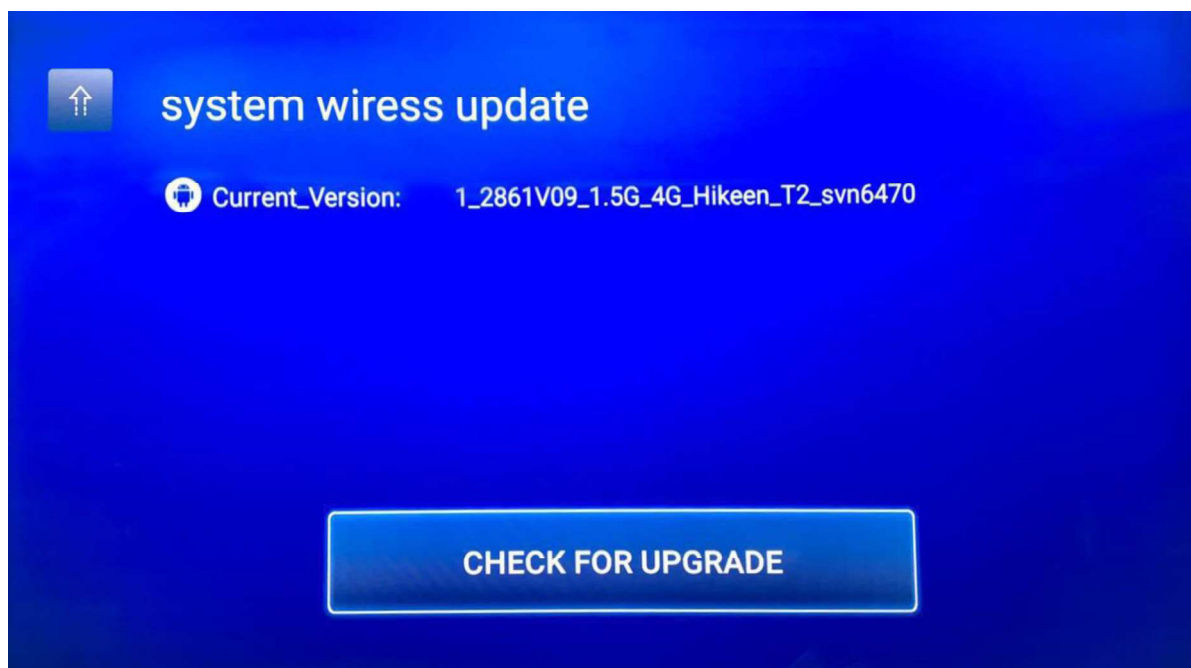 system wiress update
Current_Version: 1_2861V09_1.5G_4G_Hikeen_T2_svn6470
CHECK FOR UPGRADE